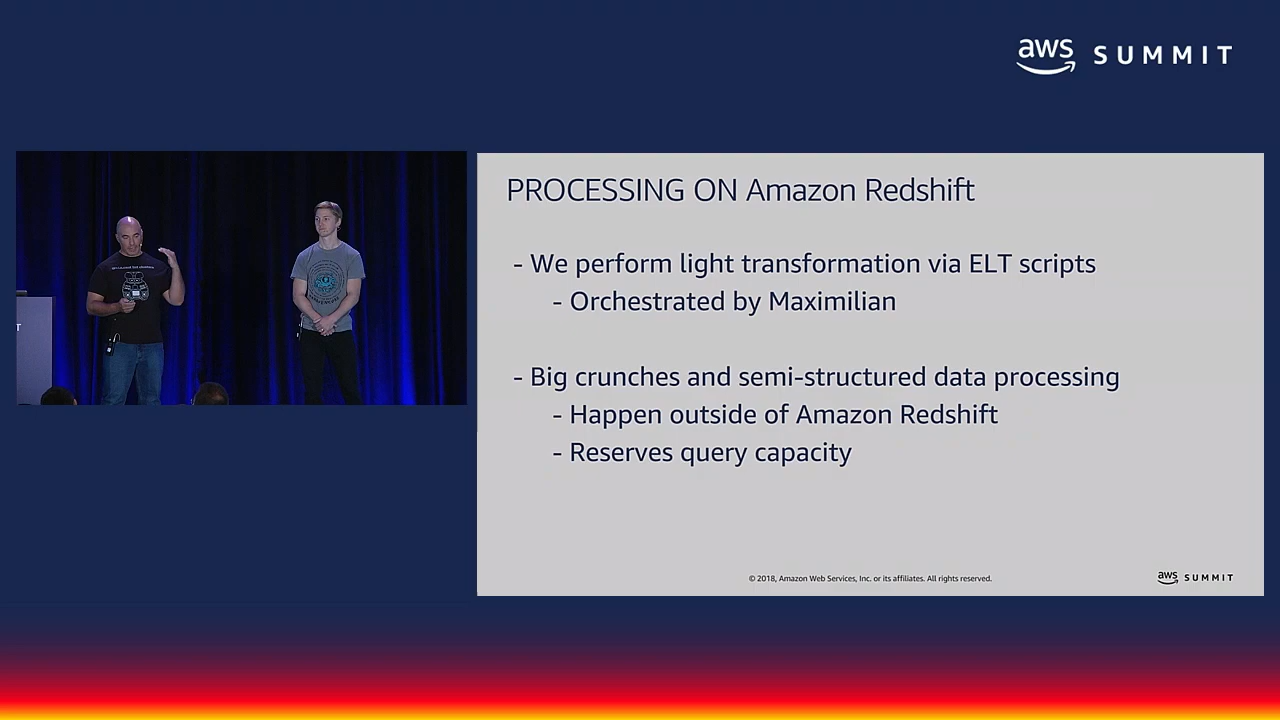 aws SUMMIT
PROCESSING ON Amazon Redshift
- We perform light transformation via ELT scripts
- Orchestrated by Maximilian
- Big crunches and semi-structured data processing
- Happen outside of Amazon Redshift
- Reserves query capacity
© 2018, Amazon Web Services, Inc. or its affiliates. All rights reserved.
aws SUMMIT
T